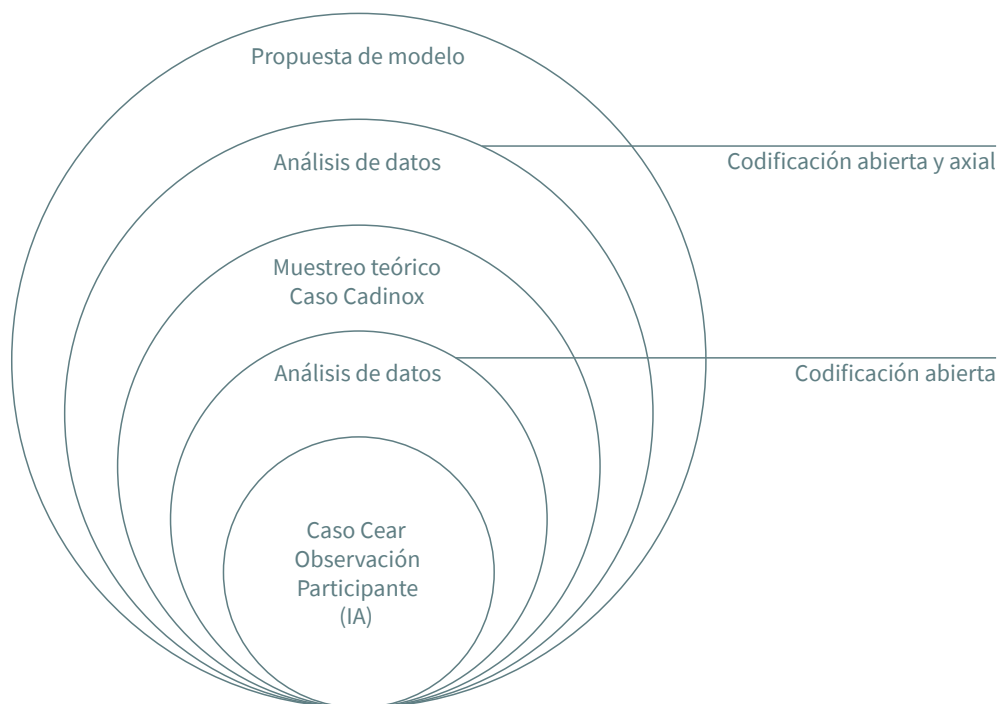 Propuesta de modelo
Análisis de datos
Codificación abierta y axial
Muestreo teórico
Caso Cadinox
Análisis de datos
Codificación abierta
Caso Cear
Observación
Participante
(IA)